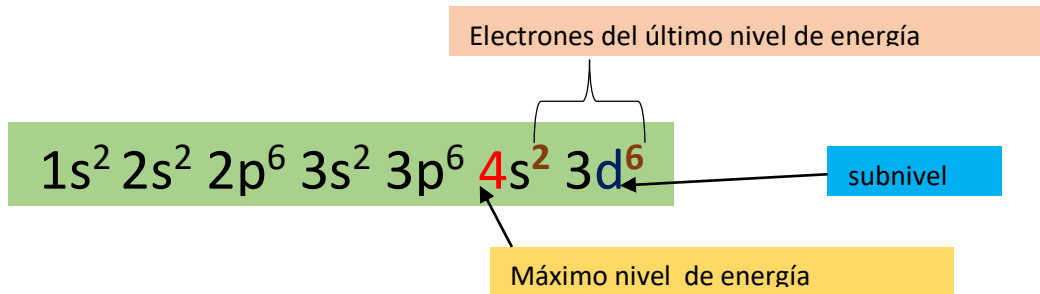 Electrones del último nivel de energía
1s² 2s² 2p⁶ 3s² 3p⁶ 4s² 3d⁶
subnivel
Máximo nivel de energía